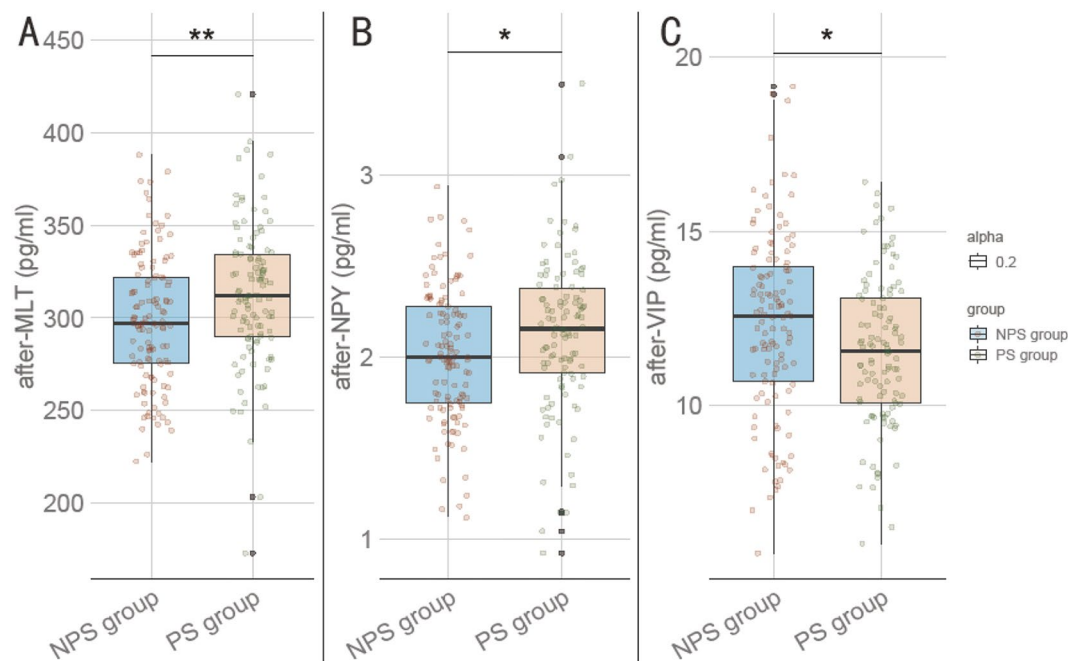 A
**
after-MLT (pg/ml)
450
400
350
300
250
200
NPS group
PS group
B
*
after-NPY (pg/ml)
3
2
1
NPS group
PS group
C
*
after-VIP (pg/ml)
20
15
10
NPS group
PS group
alpha
0.2
group
NPS group
PS group